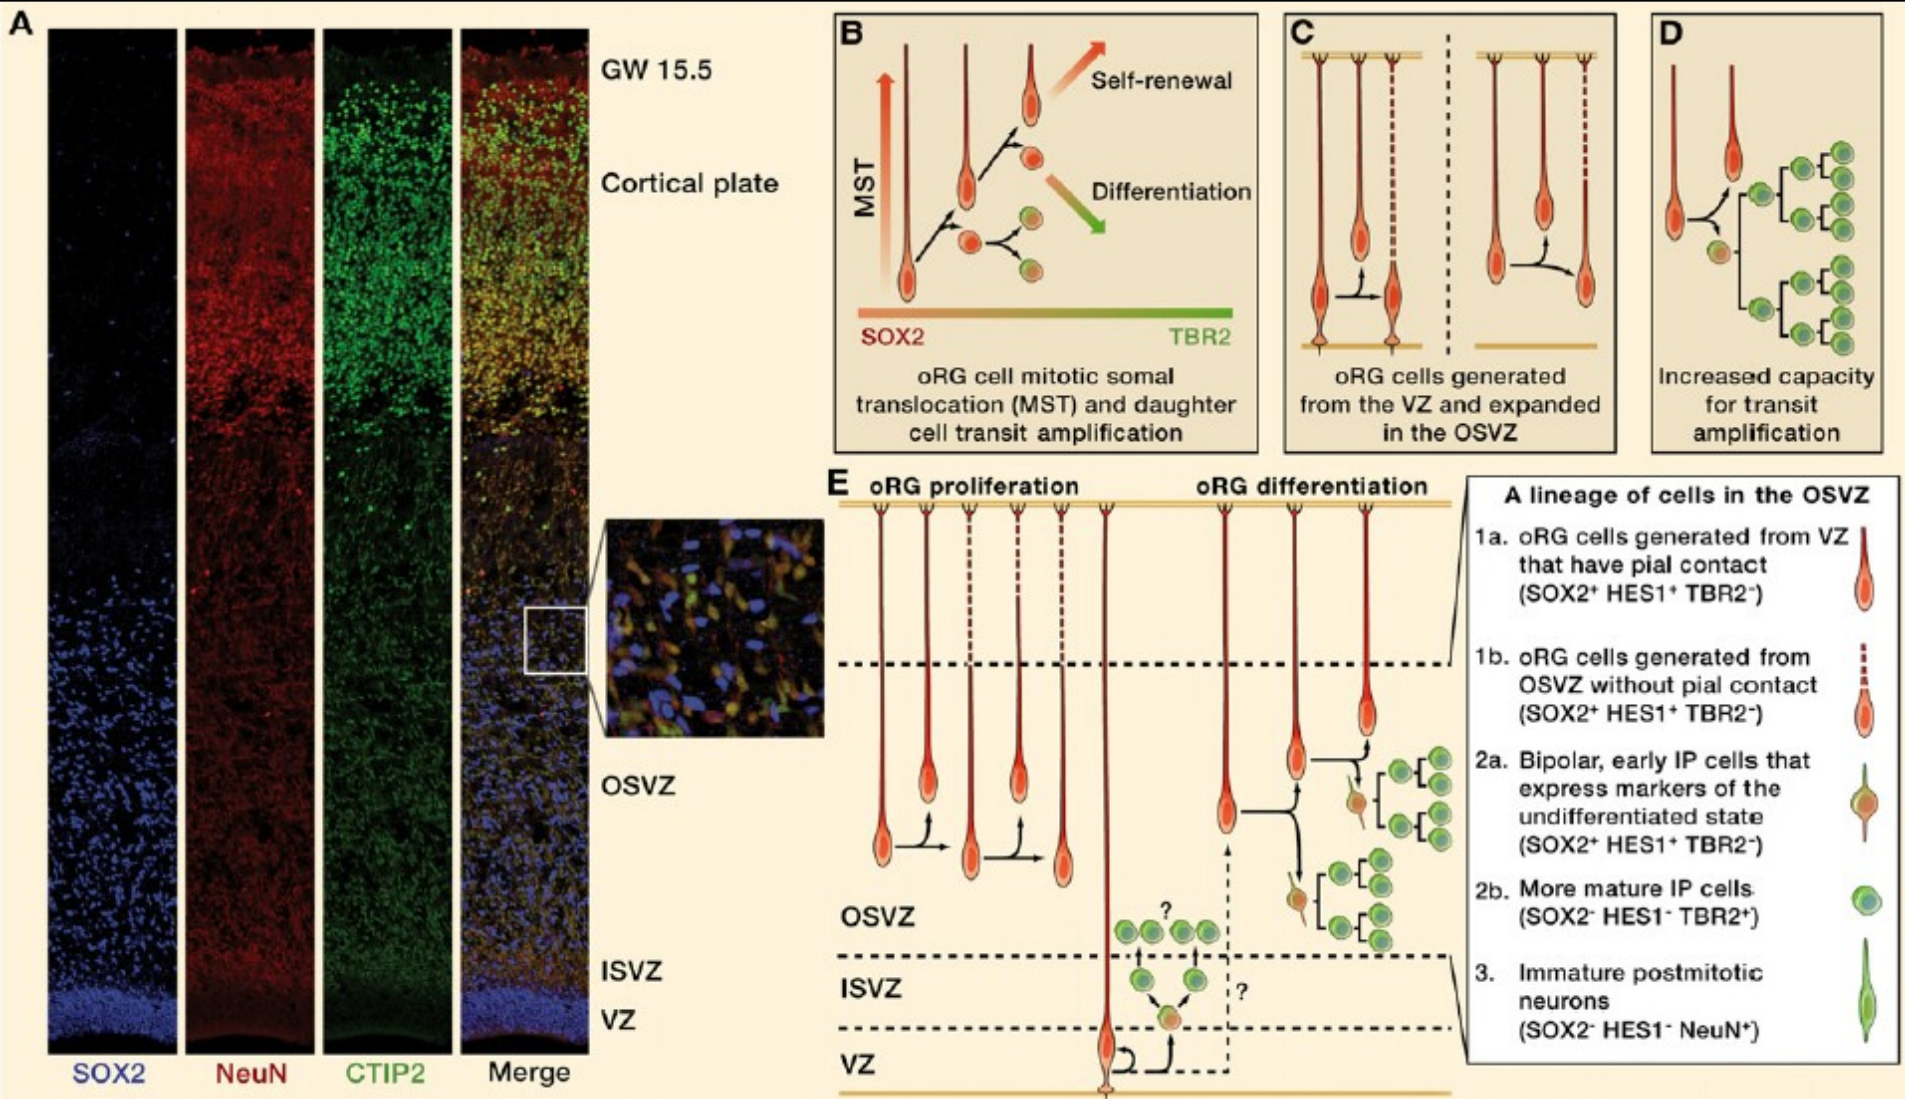 A
GW 15.5
Cortical plate
OSVZ
ISVZ
VZ
SOX2
NeuN
CTIP2
Merge
B
MST
Self-renewal
Differentiation
SOX2
TBR2
oRG cell mitotic somal
translocation (MST) and daughter
cell transit amplification
C
oRG cells generated
from the VZ and expanded
in the OSVZ
D
Increased capacity
for transit
amplification
E
oRG proliferation
oRG differentiation
OSVZ
?
ISVZ
?
VZ
A lineage of cells in the OSVZ
1a. oRG cells generated from VZ
that have pial contact
(SOX2⁺ HES1⁺ TBR2⁻)
1b. oRG cells generated from
OSVZ without pial contact
(SOX2⁺ HES1⁺ TBR2⁻)
2a. Bipolar, early IP cells that
express markers of the
undifferentiated state
(SOX2⁺ HES1⁺ TBR2⁻)
2b. More mature IP cells
(SOX2⁻ HES1⁻ TBR2⁺)
3. Immature postmitotic
neurons
(SOX2⁻ HES1⁻ NeuN⁺)